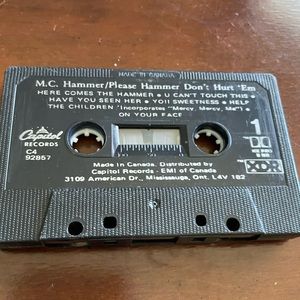 MADE IN CANADA
M.C. Hammer/Please Hammer Don't Hurt 'Em
HERE COMES THE HAMMER • U CAN'T TOUCH THIS •
HAVE YOU SEEN HER • YO!! SWEETNESS • HELP
THE CHILDREN (Incorporates "Mercy, Mercy, Me")
ON YOUR FACE
Capitol
RECORDS
C4
92857
1
XDR
Made in Canada. Distributed by
Capitol Records - EMI of Canada
3109 American Dr., Mississauga, Ont. L4V 1B2